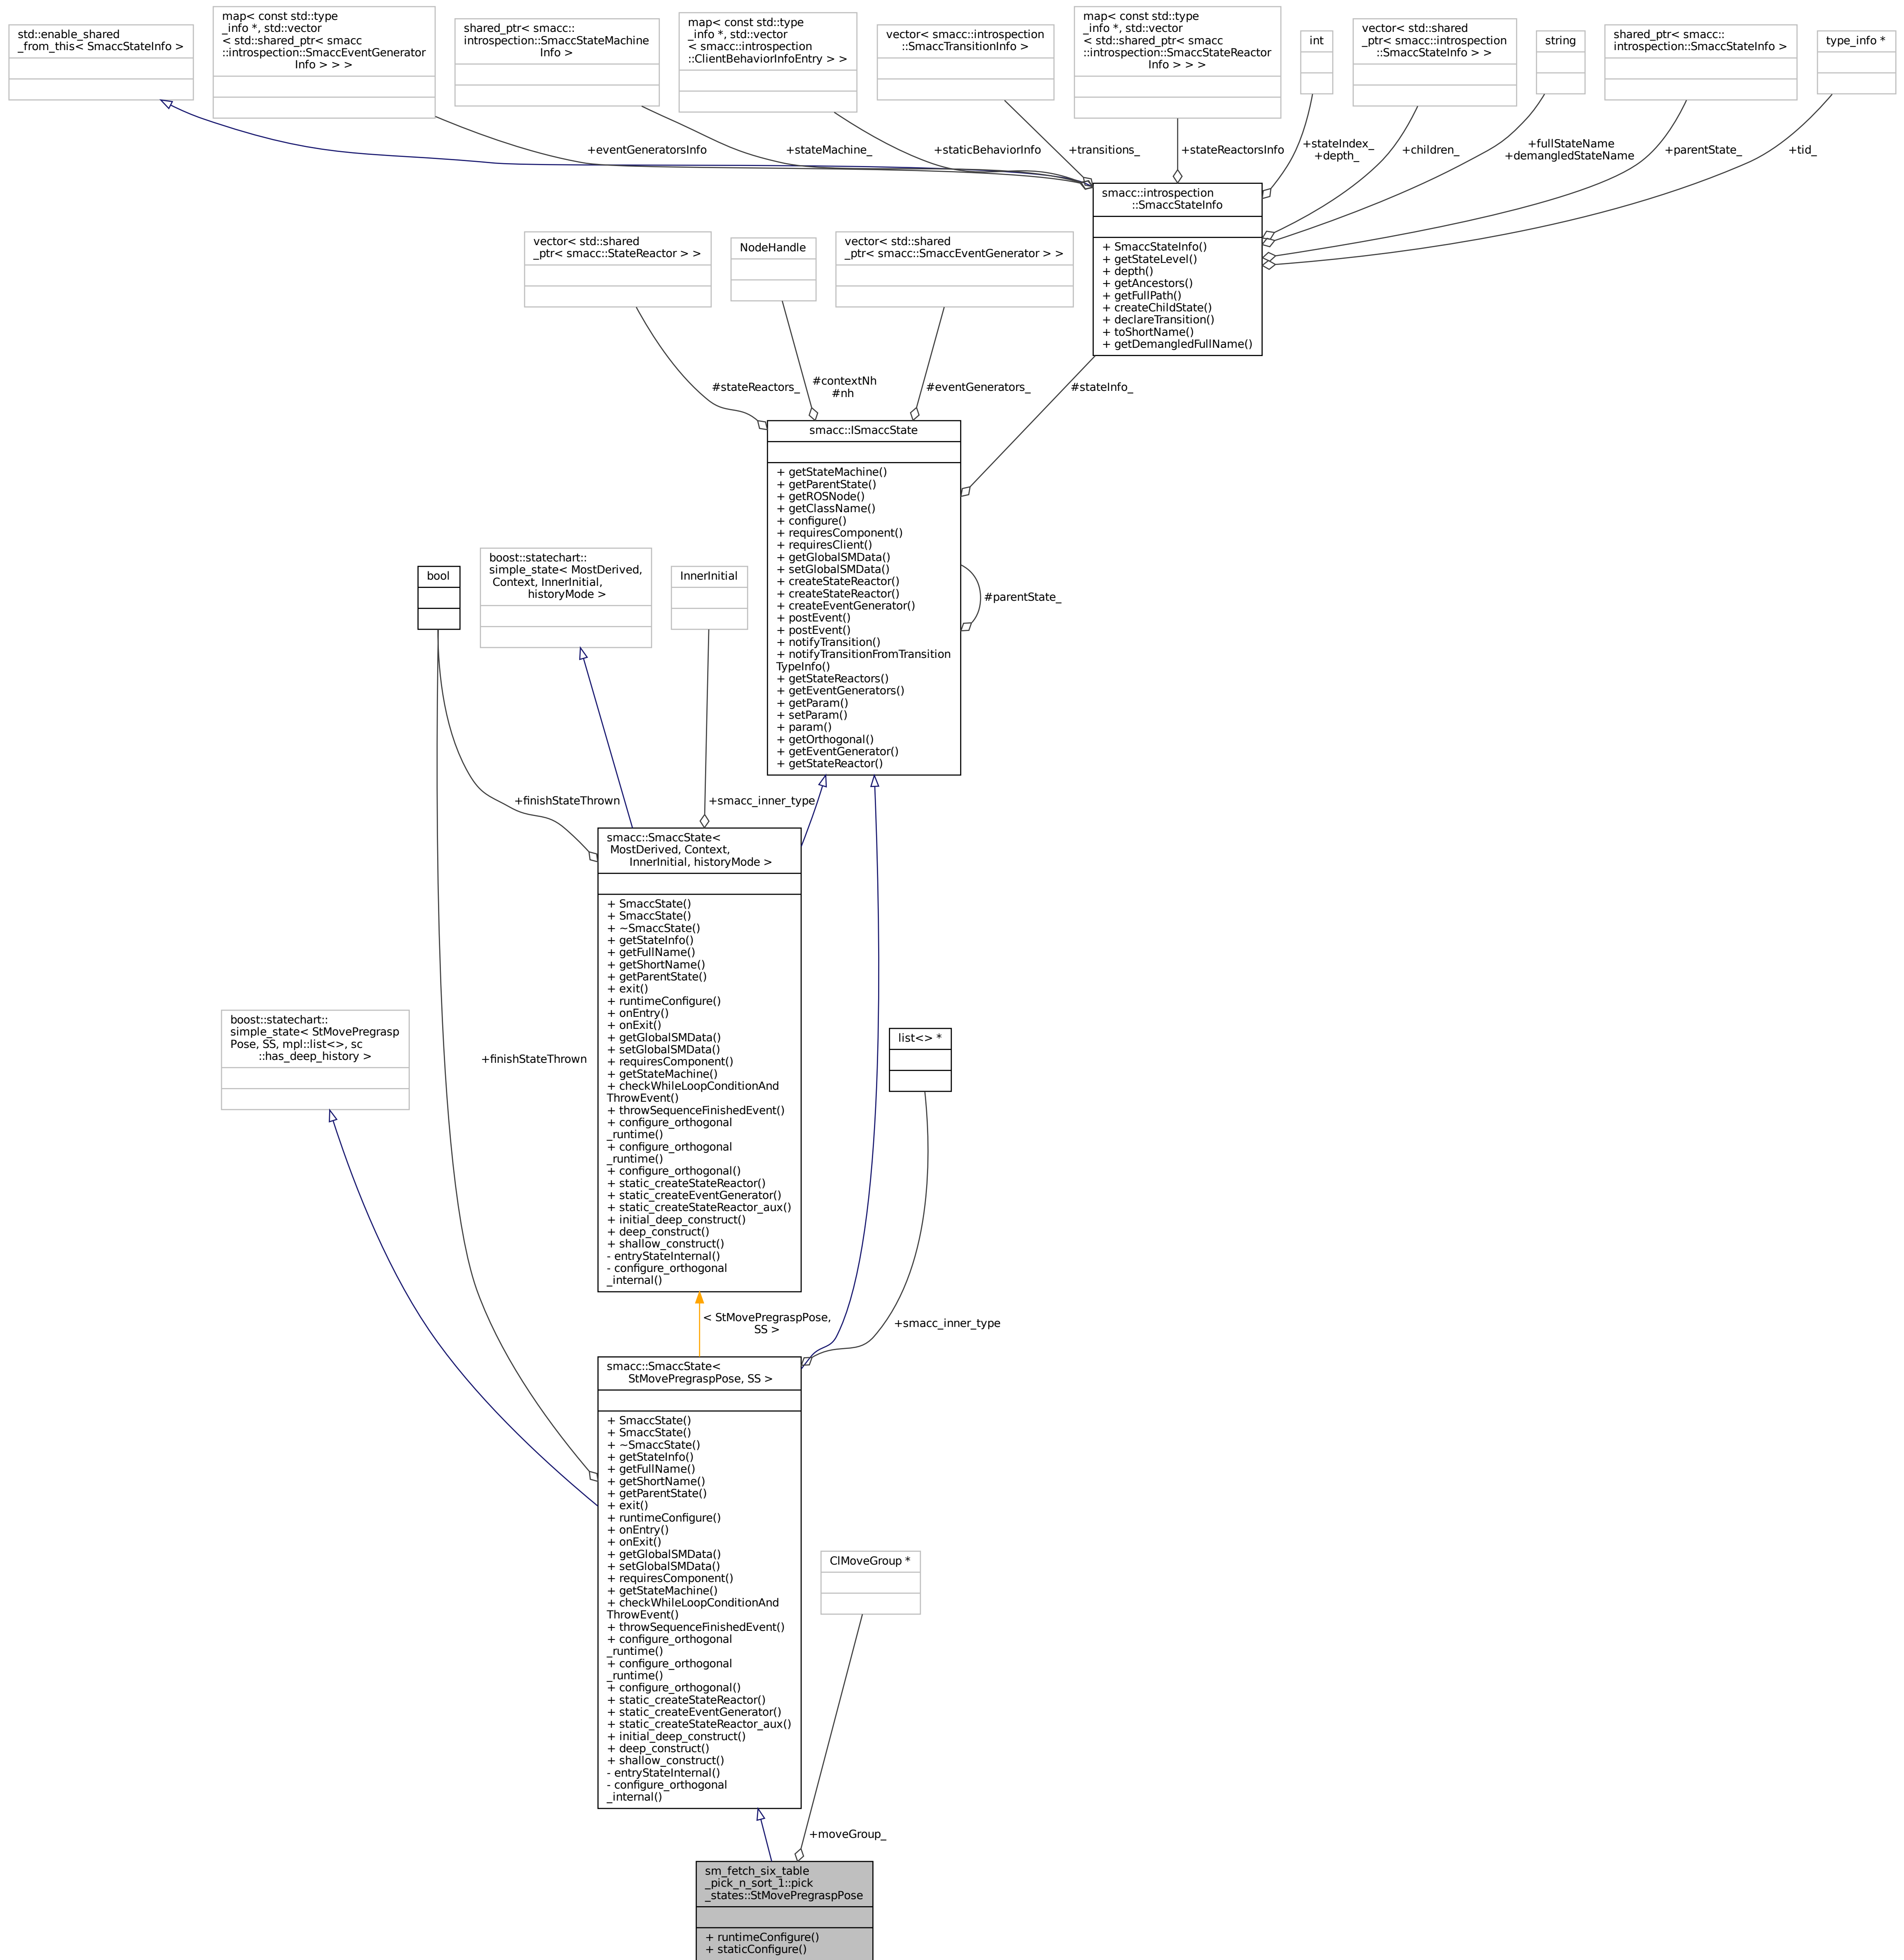 std::enable_shared
_from_this< SmaccStateInfo >
map< const std::type
_info *, std::vector
< std::shared_ptr< smacc
::introspection::SmaccEventGenerator
Info > > >
shared_ptr< smacc::
introspection::SmaccStateMachine
Info >
map< const std::type
_info *, std::vector
< smacc::introspection
::ClientBehaviorInfoEntry > >
vector< smacc::introspection
::SmaccTransitionInfo >
map< const std::type
_info *, std::vector
< std::shared_ptr< smacc
::introspection::SmaccStateReactor
Info > > >
int
vector< std::shared
_ptr< smacc::introspection
::SmaccStateInfo > >
string
shared_ptr< smacc::
introspection::SmaccStateInfo >
type_info *
+eventGeneratorsInfo
+stateMachine_
+staticBehaviorInfo
+transitions_
+stateReactorsInfo
+stateIndex_
+depth_
+children_
+fullStateName
+demangledStateName
+parentState_
+tid_
smacc::introspection
::SmaccStateInfo
+ SmaccStateInfo()
+ getStateLevel()
+ depth()
+ getAncestors()
+ getFullPath()
+ createChildState()
+ declareTransition()
+ toShortName()
+ getDemangledFullName()
vector< std::shared
_ptr< smacc::StateReactor > >
NodeHandle
vector< std::shared
_ptr< smacc::SmaccEventGenerator > >
#stateReactors_
#contextNh
#nh
#eventGenerators_
#stateInfo_
smacc::ISmaccState
+ getStateMachine()
+ getParentState()
+ getROSNode()
+ getClassName()
+ configure()
+ requiresComponent()
+ requiresClient()
+ getGlobalSMData()
+ setGlobalSMData()
+ createStateReactor()
+ createStateReactor()
+ createEventGenerator()
+ postEvent()
+ postEvent()
+ notifyTransition()
+ notifyTransitionFromTransition
TypeInfo()
+ getStateReactors()
+ getEventGenerators()
+ getParam()
+ setParam()
+ param()
+ getOrthogonal()
+ getEventGenerator()
+ getStateReactor()
#parentState_
bool
boost::statechart::
simple_state< MostDerived,
Context, InnerInitial,
historyMode >
InnerInitial
+finishStateThrown
+smacc_inner_type
smacc::SmaccState<
MostDerived, Context,
InnerInitial, historyMode >
+ SmaccState()
+ SmaccState()
+ ~SmaccState()
+ getStateInfo()
+ getFullName()
+ getShortName()
+ getParentState()
+ exit()
+ runtimeConfigure()
+ onEntry()
+ onExit()
+ getGlobalSMData()
+ setGlobalSMData()
+ requiresComponent()
+ getStateMachine()
+ checkWhileLoopConditionAnd
ThrowEvent()
+ throwSequenceFinishedEvent()
+ configure_orthogonal
_runtime()
+ configure_orthogonal
_runtime()
+ configure_orthogonal()
+ static_createStateReactor()
+ static_createEventGenerator()
+ static_createStateReactor_aux()
+ initial_deep_construct()
+ deep_construct()
+ shallow_construct()
- entryStateInternal()
- configure_orthogonal
_internal()
boost::statechart::
simple_state< StMovePregrasp
Pose, SS, mpl::list<>, sc
::has_deep_history >
+finishStateThrown
list<> *
< StMovePregraspPose,
SS >
+smacc_inner_type
smacc::SmaccState<
StMovePregraspPose, SS >
+ SmaccState()
+ SmaccState()
+ ~SmaccState()
+ getStateInfo()
+ getFullName()
+ getShortName()
+ getParentState()
+ exit()
+ runtimeConfigure()
+ onEntry()
+ onExit()
+ getGlobalSMData()
+ setGlobalSMData()
+ requiresComponent()
+ getStateMachine()
+ checkWhileLoopConditionAnd
ThrowEvent()
+ throwSequenceFinishedEvent()
+ configure_orthogonal
_runtime()
+ configure_orthogonal
_runtime()
+ configure_orthogonal()
+ static_createStateReactor()
+ static_createEventGenerator()
+ static_createStateReactor_aux()
+ initial_deep_construct()
+ deep_construct()
+ shallow_construct()
- entryStateInternal()
- configure_orthogonal
_internal()
ClMoveGroup *
+moveGroup_
sm_fetch_six_table
_pick_n_sort_1::pick
_states::StMovePregraspPose
+ runtimeConfigure()
+ staticConfigure()